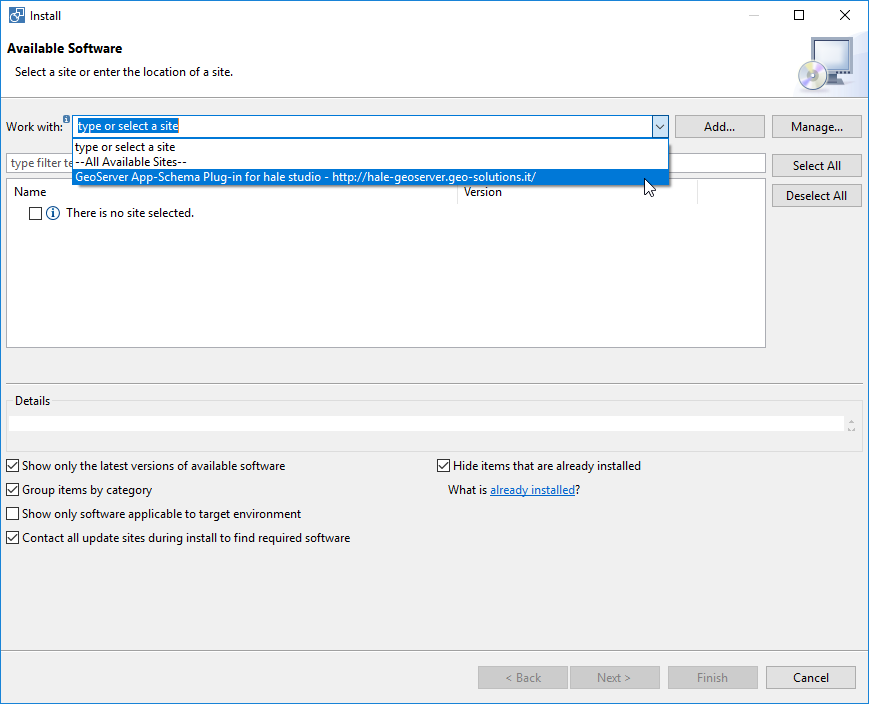 Install
Available Software
Select a site or enter the location of a site.
Work with: type or select a site Add... Manage...
type or select a site
--All Available Sites--
GeoServer App-Schema Plug-in for hale studio - http://hale-geoserver.geo-solutions.it/
type filter Select All
Name Version Deselect All
There is no site selected.
Details
Show only the latest versions of available software Hide items that are already installed
Group items by category What is already installed?
Show only software applicable to target environment
Contact all update sites during install to find required software
< Back Next > Finish Cancel